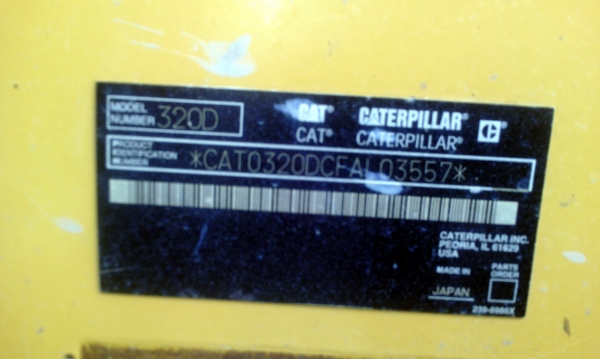 MODEL NUMBER 320D
CAT CATERPILLAR
CAT® CATERPILLAR®
PRODUCT IDENTIFICATION NUMBER *CAT0320DCFAL03557*
CATERPILLAR INC.
PEORIA, IL 61629
USA
MADE IN PARTS ORDER
JAPAN